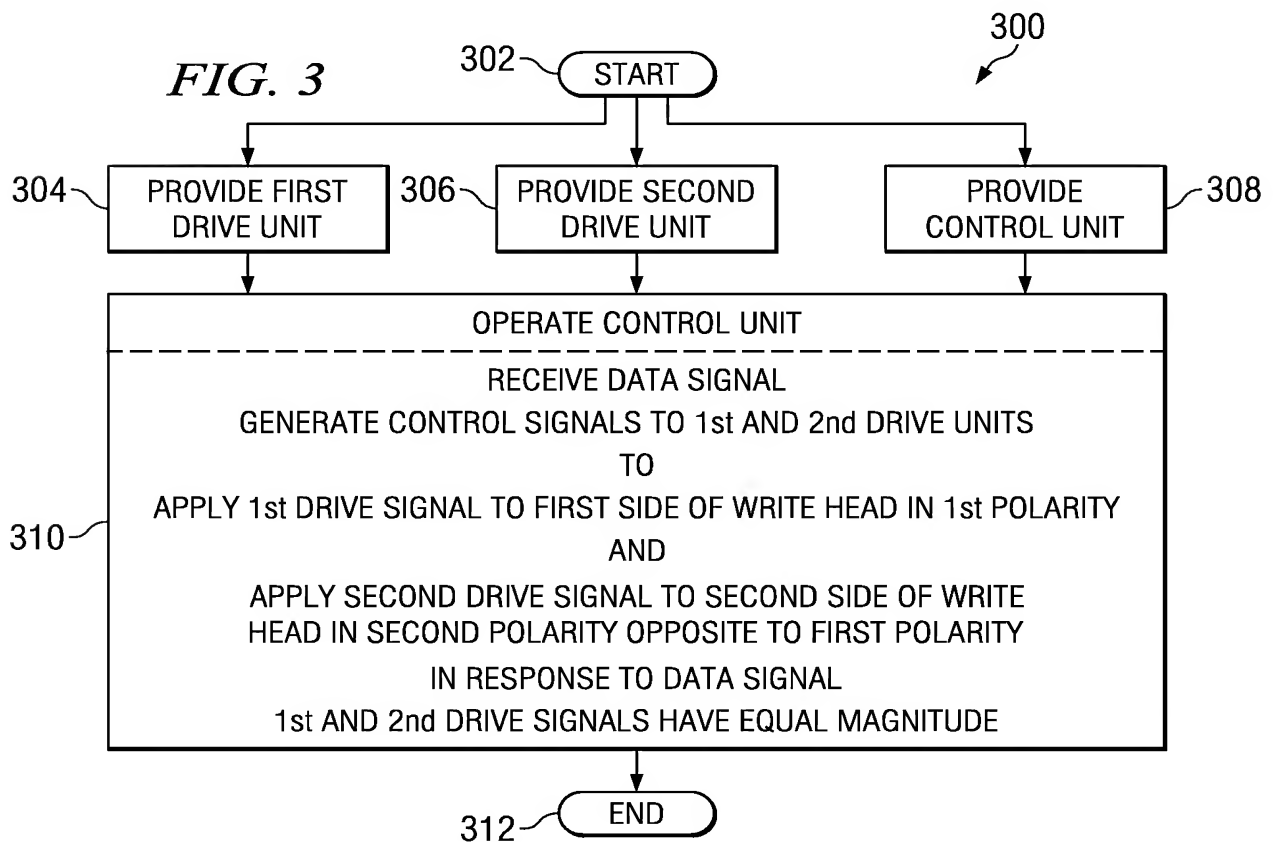 300
302
START
FIG. 3
304
PROVIDE FIRST
DRIVE UNIT
306
PROVIDE SECOND
DRIVE UNIT
PROVIDE
CONTROL UNIT
308
OPERATE CONTROL UNIT
RECEIVE DATA SIGNAL
GENERATE CONTROL SIGNALS TO 1st AND 2nd DRIVE UNITS
TO
APPLY 1st DRIVE SIGNAL TO FIRST SIDE OF WRITE HEAD IN 1st POLARITY
310
AND
APPLY SECOND DRIVE SIGNAL TO SECOND SIDE OF WRITE
HEAD IN SECOND POLARITY OPPOSITE TO FIRST POLARITY
IN RESPONSE TO DATA SIGNAL
1st AND 2nd DRIVE SIGNALS HAVE EQUAL MAGNITUDE
312
END